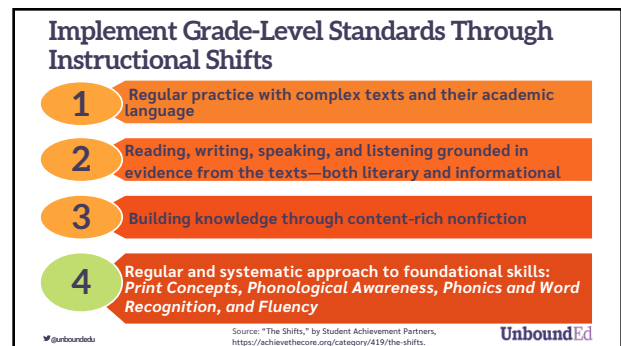 Implement Grade-Level Standards Through
Instructional Shifts
1
Regular practice with complex texts and their academic
language
2
Reading, writing, speaking, and listening grounded in
evidence from the texts—both literary and informational
3
Building knowledge through content-rich nonfiction
4
Regular and systematic approach to foundational skills:
Print Concepts, Phonological Awareness, Phonics and Word
Recognition, and Fluency
@unboundedu
Source: "The Shifts," by Student Achievement Partners,
https://achievethecore.org/category/419/the-shifts.
UnboundEd